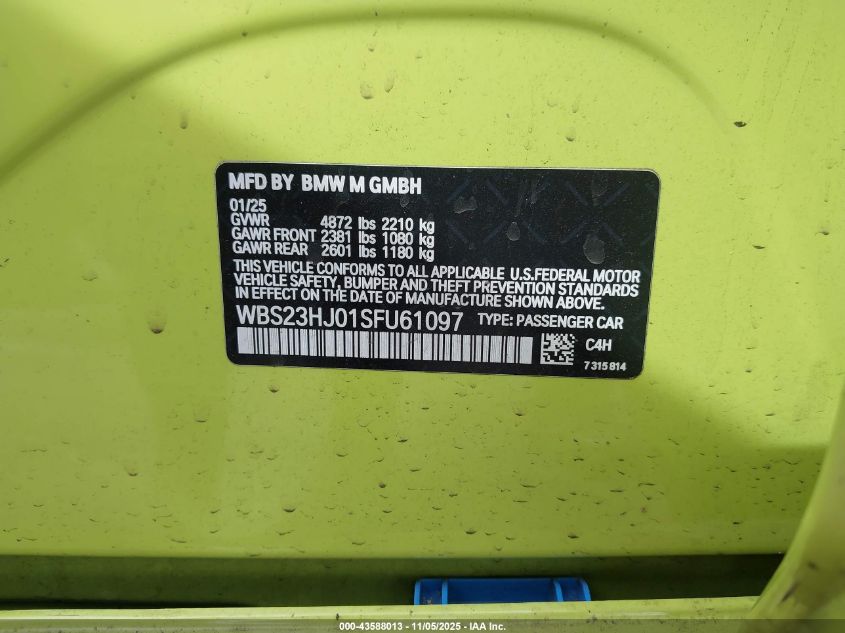 MFD BY BMW M GMBH
01/25
GVWR 4872 lbs 2210 kg
GAWR FRONT 2381 lbs 1080 kg
GAWR REAR 2601 lbs 1180 kg
THIS VEHICLE CONFORMS TO ALL APPLICABLE U.S.FEDERAL MOTOR
VEHICLE SAFETY, BUMPER AND THEFT PREVENTION STANDARDS
IN EFFECT ON THE DATE OF MANUFACTURE SHOWN ABOVE.
WBS23HJ01SFU61097 TYPE: PASSENGER CAR
C4H
7 315 814
000-43588013 - 11/05/2025 - IAA Inc.